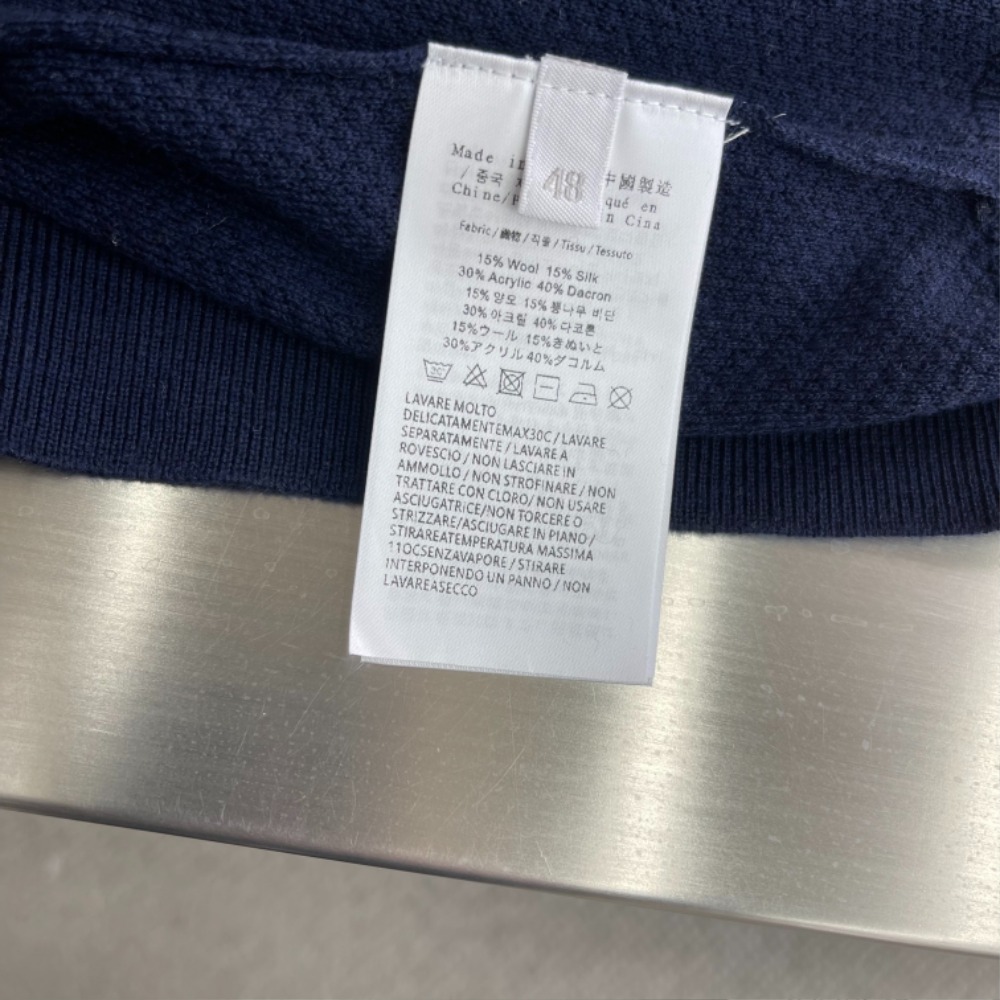 Made in
/ 중국 中國製造
48
Chine/ qué en
n Cina
Fabric/織物/직물/Tissu/Tessuto
15% Wool 15% Silk
30% Acrylic 40% Dacron
15% 양모 15% 뽕나무 비단
30% 아크릴 40% 다코론
15%ウール 15%きぬいと
30%アクリル 40%ダコルム
30°
LAVARE MOLTO
DELICATAMENTEMAX30C/LAVARE
SEPARATAMENTE/LAVARE A
ROVESCIO/NON LASCIARE IN
AMMOLLO/NON STROFINARE/NON
TRATTARE CON CLORO/NON USARE
ASCIUGATRICE/NON TORCERE O
STRIZZARE/ASCIUGARE IN PIANO/
STIRAREATEMPERATURA MASSIMA
110CSENZAVAPORE/STIRARE
INTERPONENDO UN PANNO/NON
LAVAREASECCO